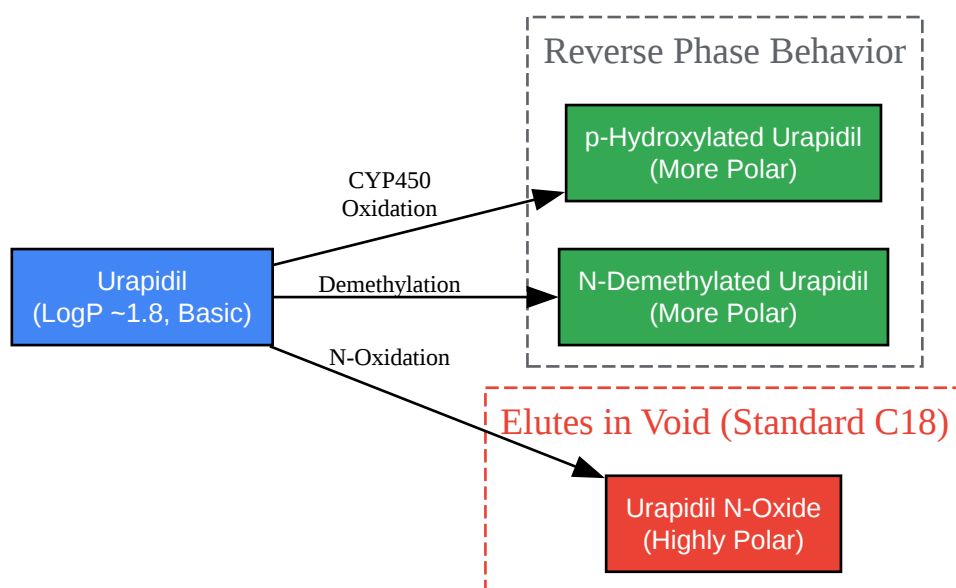 Reverse Phase Behavior
p-Hydroxylated Urapidil
(More Polar)
CYP450
Oxidation
Urapidil
(LogP ~1.8, Basic)
Demethylation
N-Demethylated Urapidil
(More Polar)
N-Oxidation
Elutes in Void (Standard C18)
Urapidil N-Oxide
(Highly Polar)